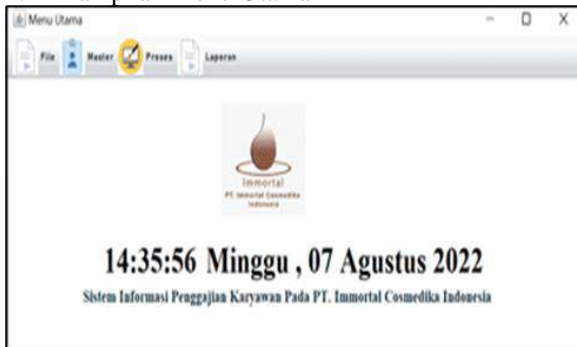 Menu Utama
File Master Proses Laporan
Immortal
PT. Immortal Cosmedika
Indonesia
14:35:56 Minggu , 07 Agustus 2022
Sistem Informasi Penggajian Karyawan Pada PT. Immortal Cosmedika Indonesia